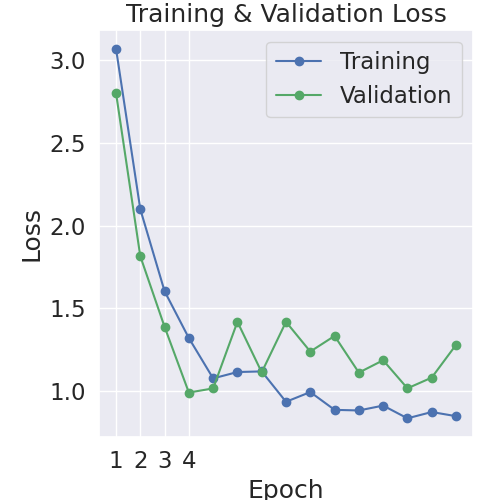 Training & Validation Loss
Training
Validation
3.0
2.5
2.0
1.5
1.0
Loss
1 2 3 4
Epoch